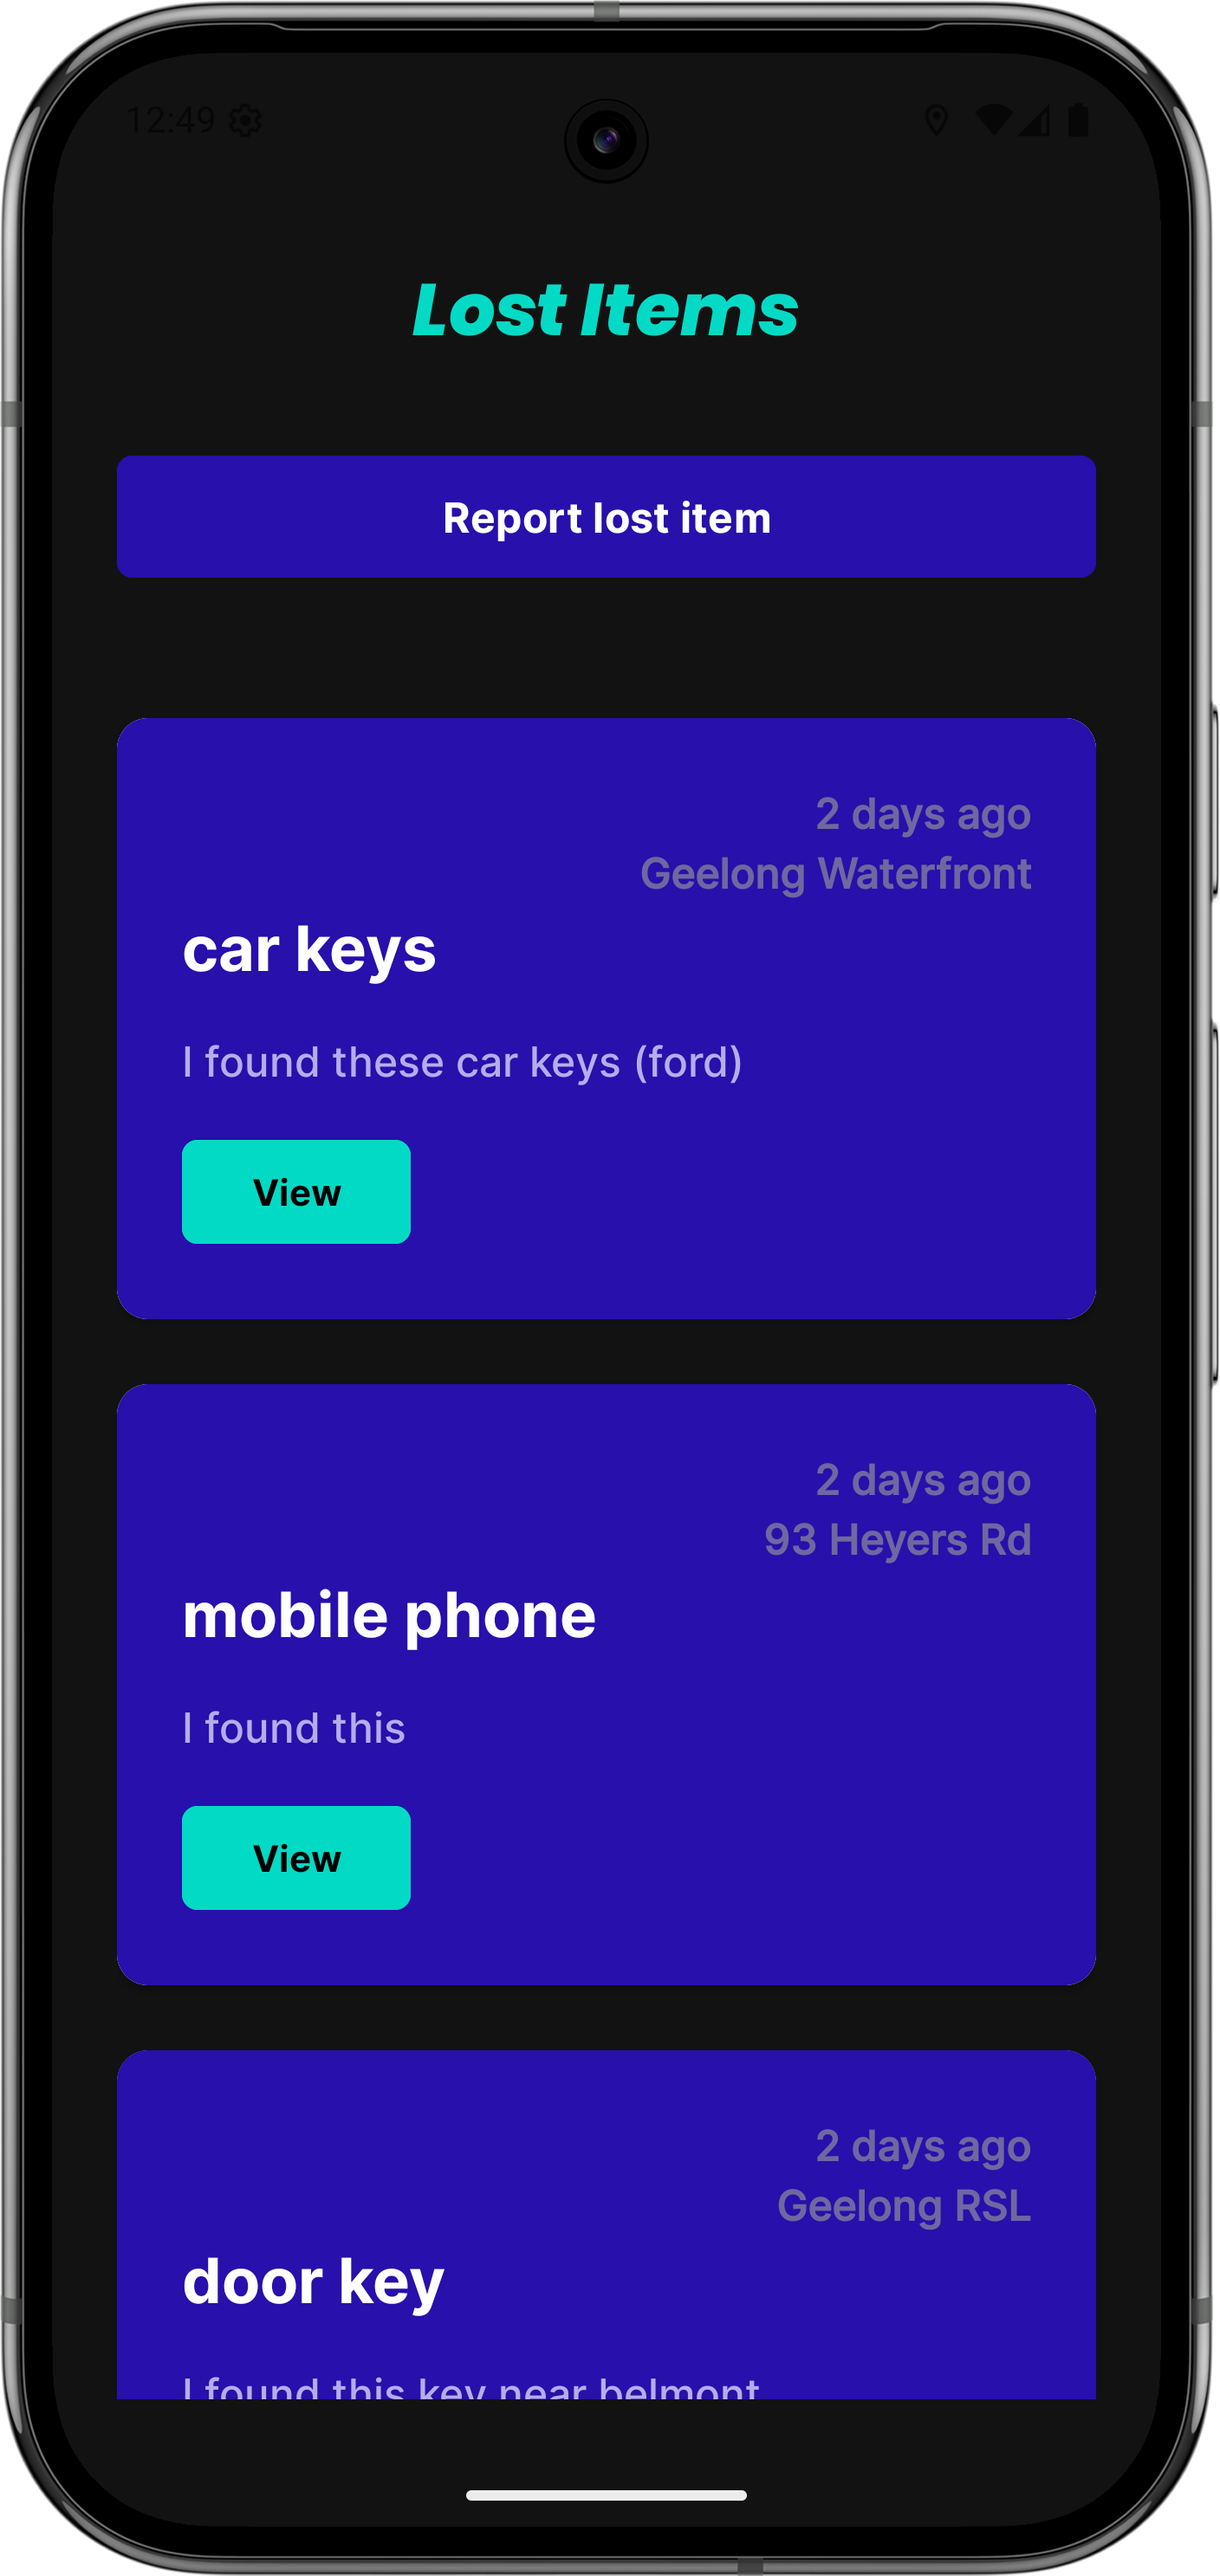 12:49
Lost Items
Report lost item
2 days ago
Geelong Waterfront
car keys
I found these car keys (ford)
View
2 days ago
93 Heyers Rd
mobile phone
I found this
View
2 days ago
Geelong RSL
door key
I found this key near belmont